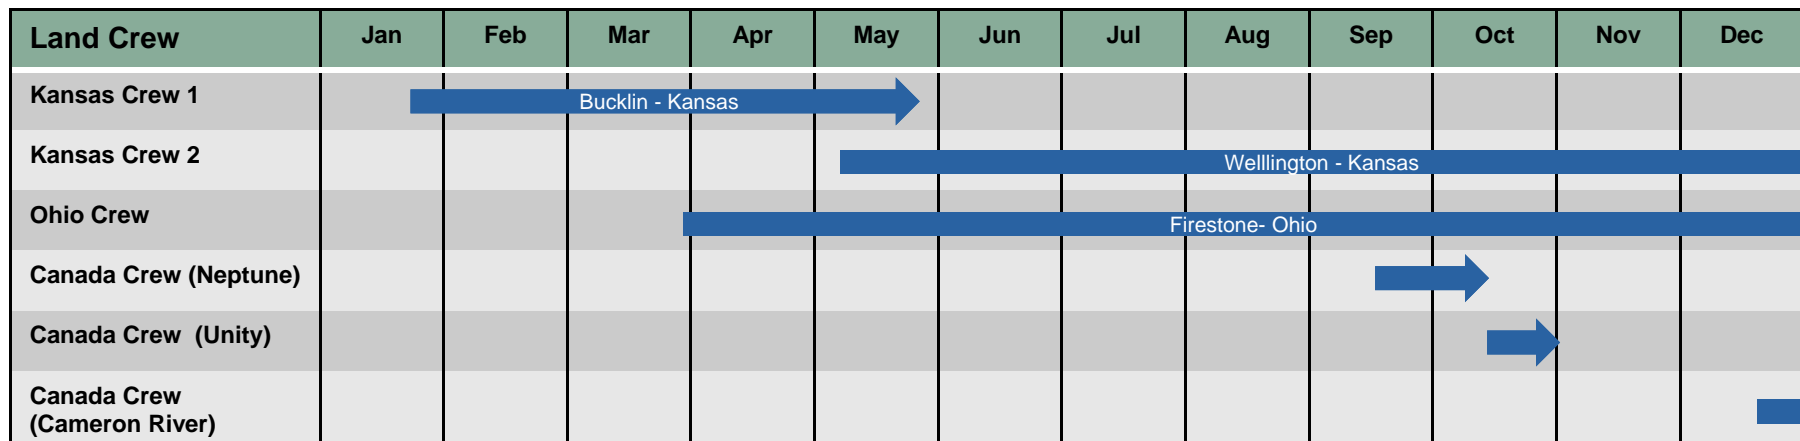 Land Crew Jan Feb Mar Apr May Jun Jul Aug Sep Oct Nov Dec
Kansas Crew 1 Bucklin - Kansas
Kansas Crew 2 Welllington - Kansas
Ohio Crew Firestone- Ohio
Canada Crew (Neptune)
Canada Crew (Unity)
Canada Crew
(Cameron River)